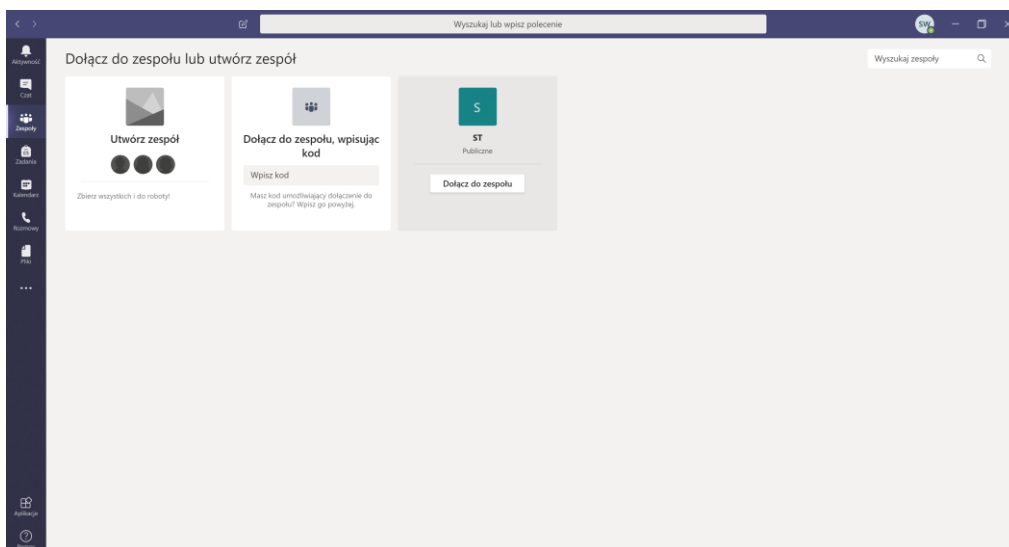 Wyszukaj lub wpisz polecenie
SW
Aktywność
Czat
Zespoły
Zadania
Kalendarz
Rozmowy
Pliki
Aplikacje
Pomoc
Dołącz do zespołu lub utwórz zespół
Wyszukaj zespoły
Utwórz zespół
Zbierz wszystkich i do roboty!
Dołącz do zespołu, wpisując
kod
Wpisz kod
Masz kod umożliwiający dołączenie do
zespołu? Wpisz go powyżej.
S
ST
Publiczne
Dołącz do zespołu